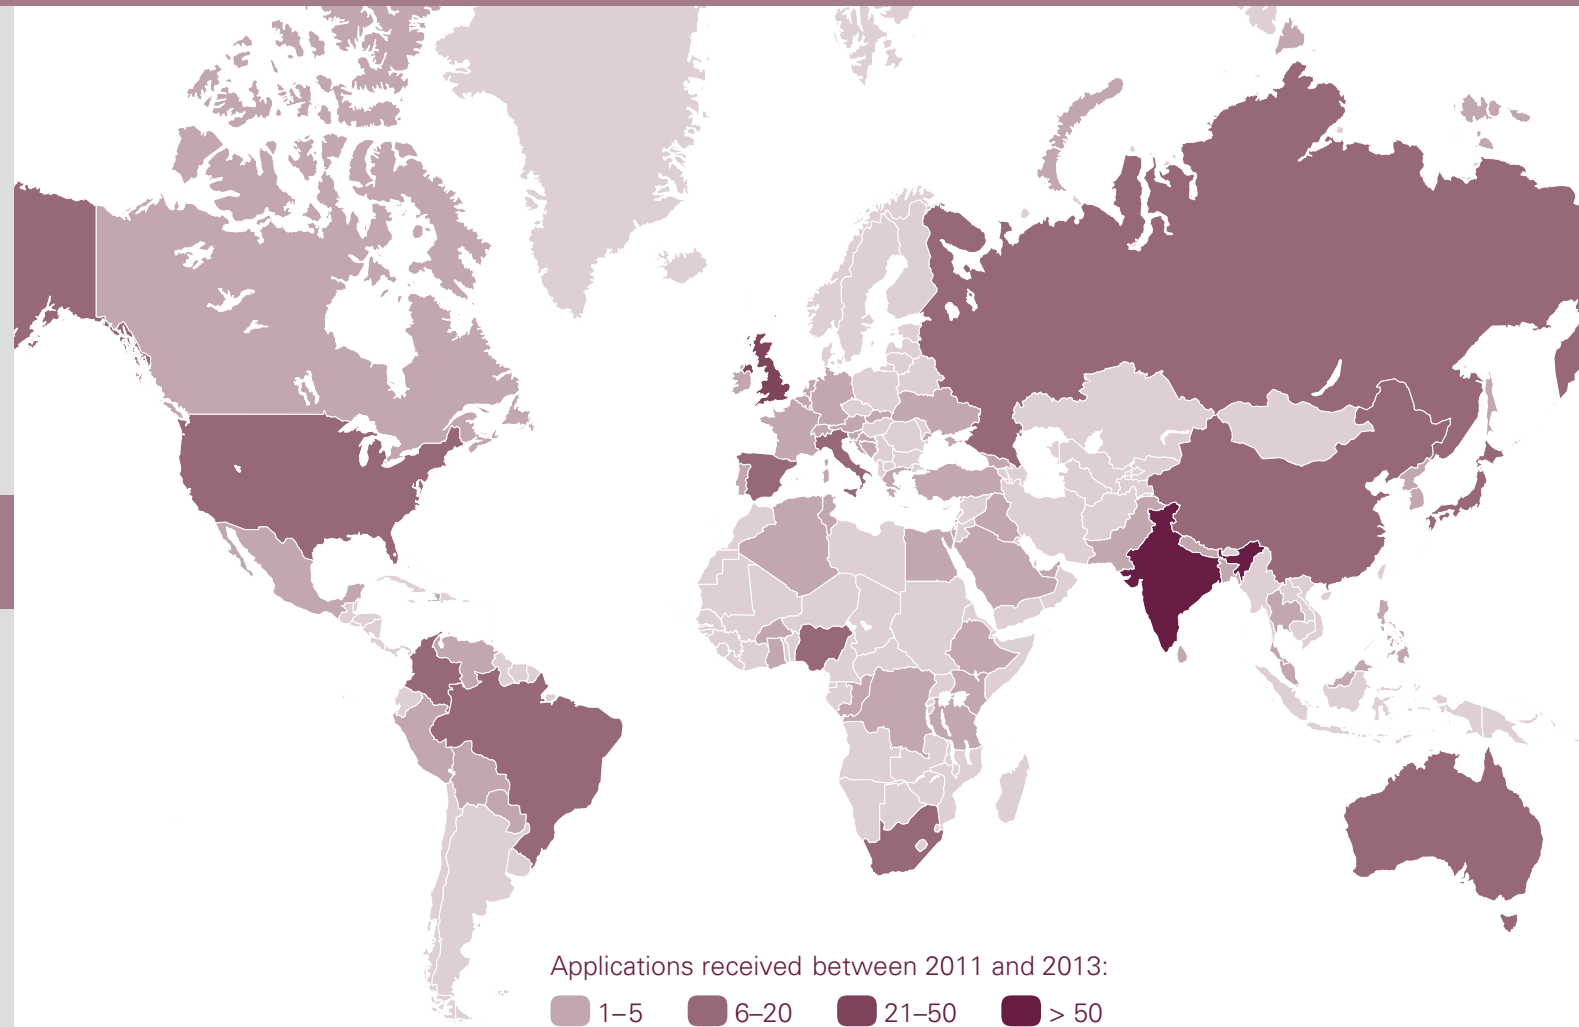 Applications received between 2011 and 2013:
1–5 6–20 21–50 > 50